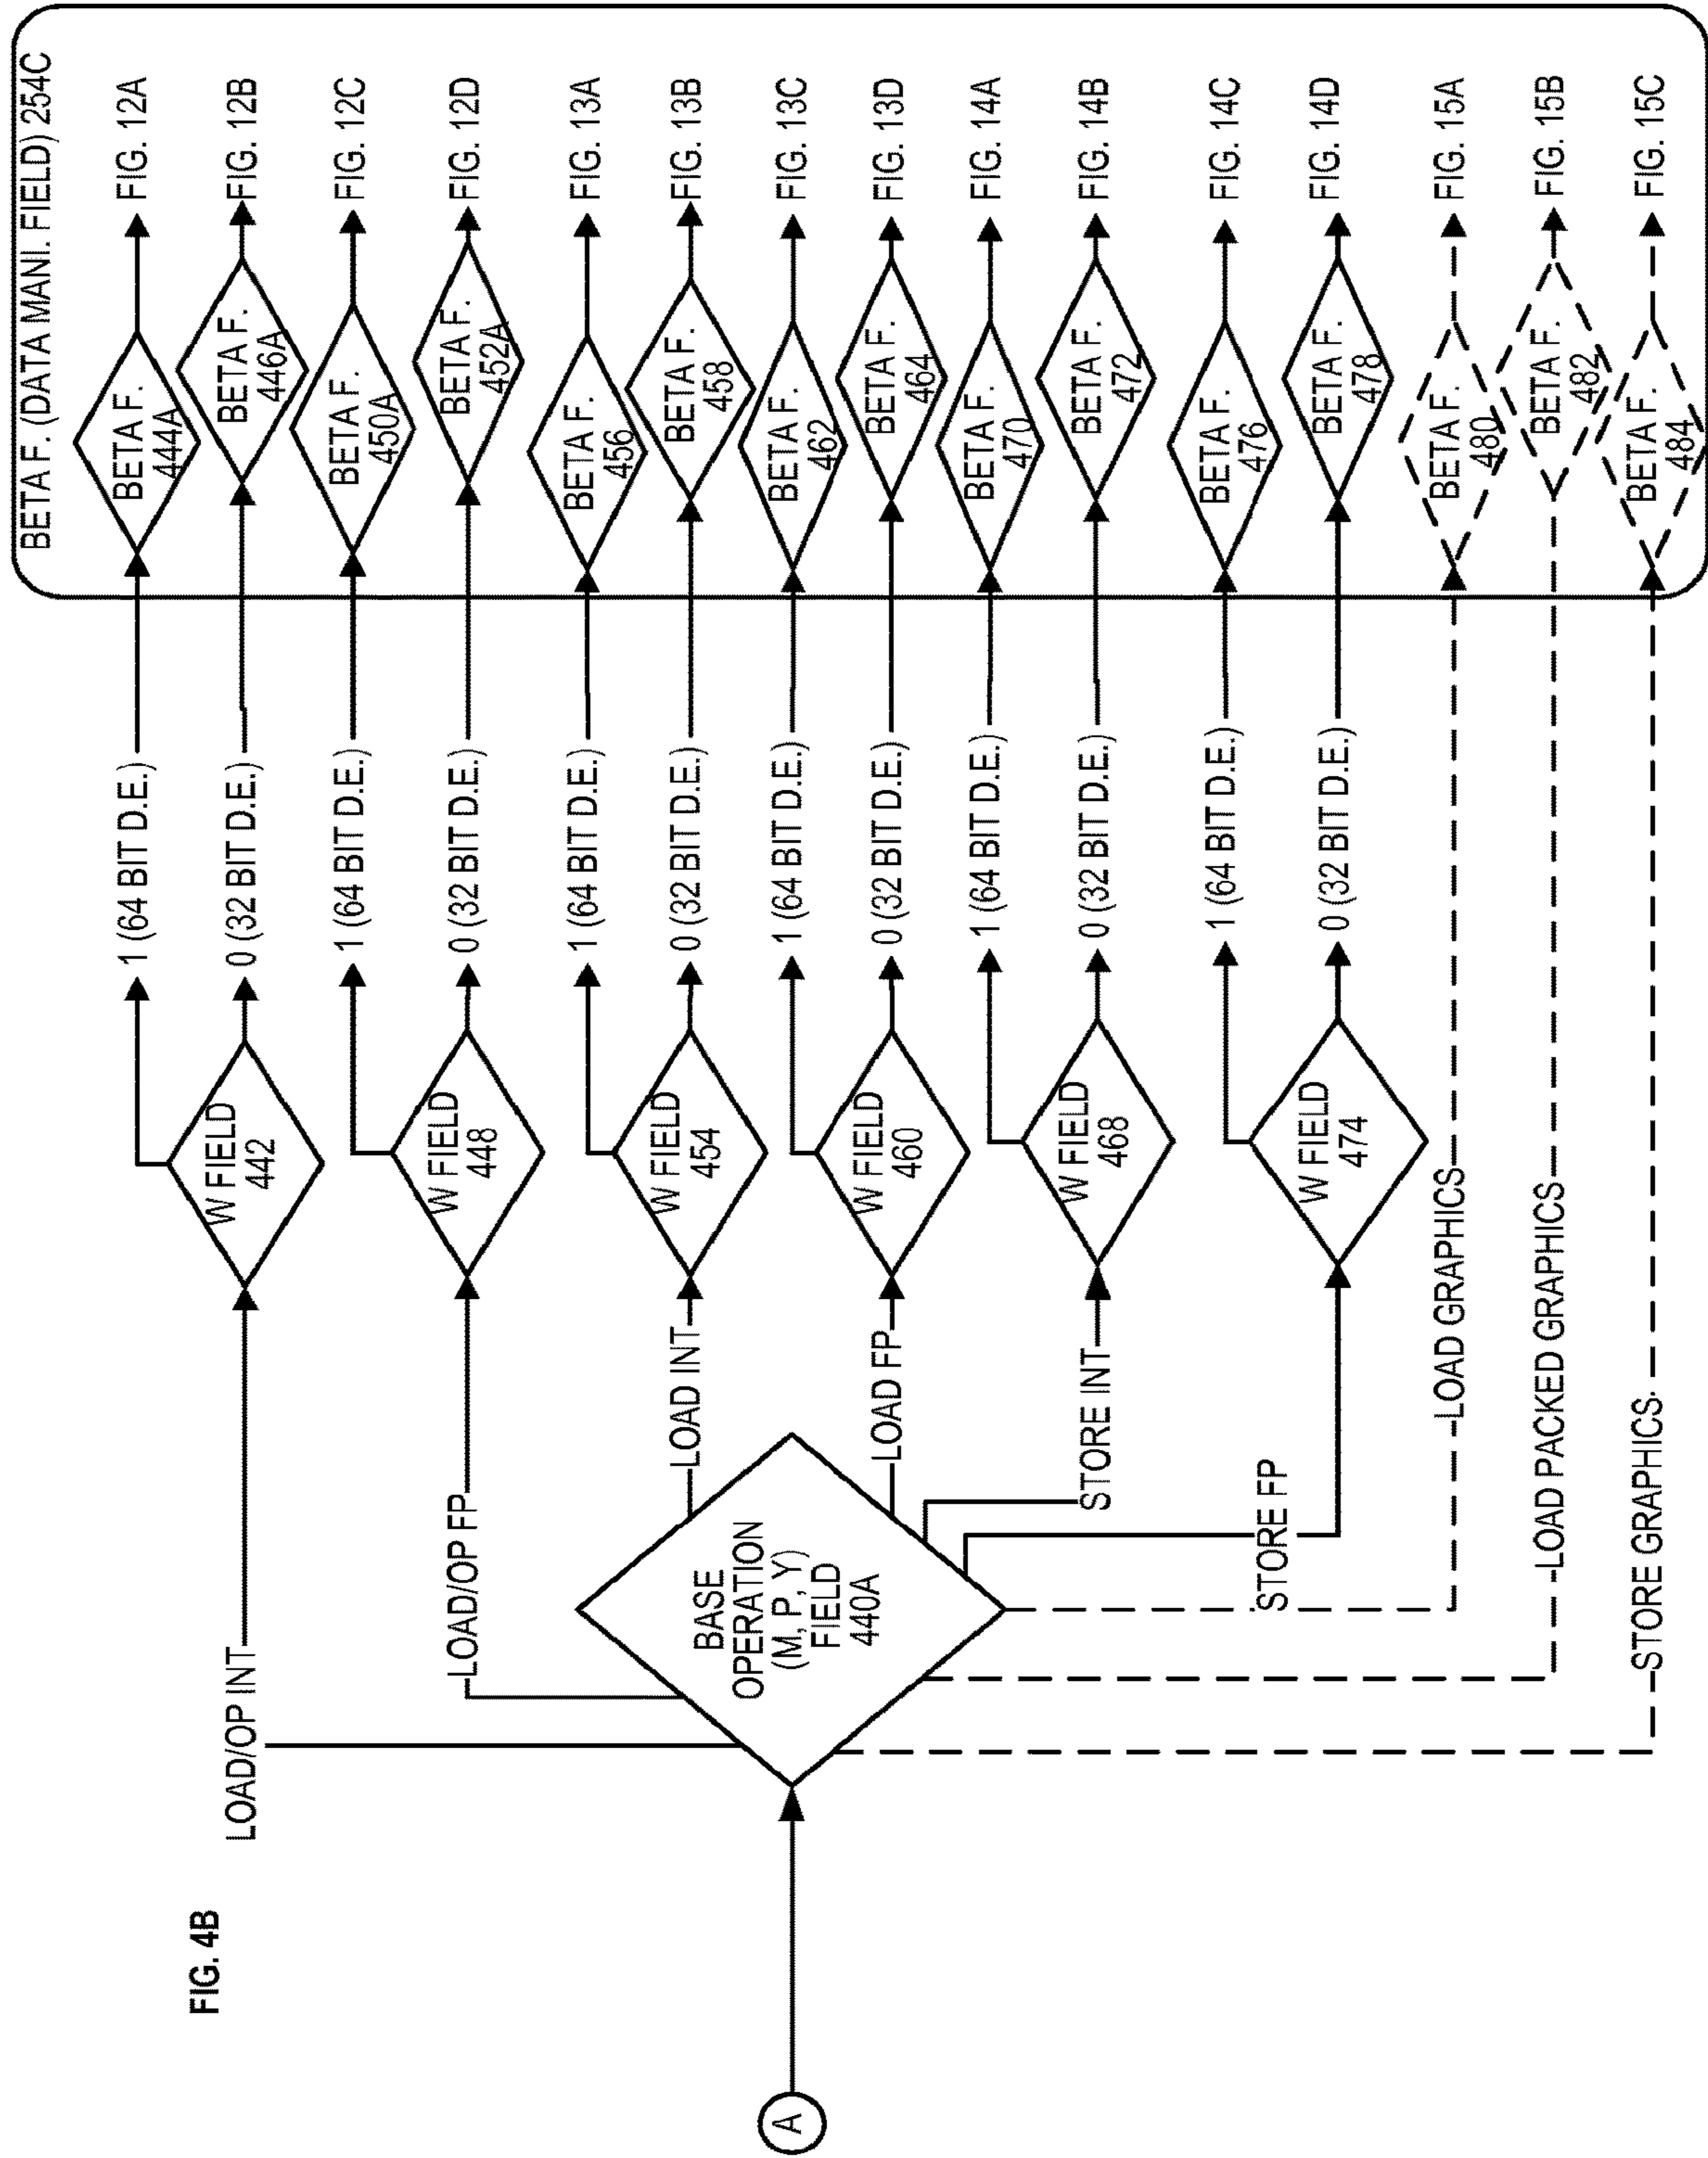 FIG. 4B
A
BASE
OPERATION
(M, P, Y)
FIELD
440A
LOAD/OP INT
W FIELD
442
1 (64 BIT D.E.)
0 (32 BIT D.E.)
LOAD/OP FP
W FIELD
448
1 (64 BIT D.E.)
0 (32 BIT D.E.)
LOAD INT
W FIELD
454
1 (64 BIT D.E.)
0 (32 BIT D.E.)
LOAD FP
W FIELD
460
1 (64 BIT D.E.)
0 (32 BIT D.E.)
STORE INT
W FIELD
468
1 (64 BIT D.E.)
0 (32 BIT D.E.)
STORE FP
W FIELD
474
1 (64 BIT D.E.)
0 (32 BIT D.E.)
LOAD GRAPHICS
LOAD PACKED GRAPHICS
STORE GRAPHICS
BETA F. (DATA MANI. FIELD) 254C
BETA F.
444A
FIG. 12A
BETA F.
446A
FIG. 12B
BETA F.
450A
FIG. 12C
BETA F.
452A
FIG. 12D
BETA F.
456
FIG. 13A
BETA F.
458
FIG. 13B
BETA F.
462
FIG. 13C
BETA F.
464
FIG. 13D
BETA F.
470
FIG. 14A
BETA F.
472
FIG. 14B
BETA F.
476
FIG. 14C
BETA F.
478
FIG. 14D
BETA F.
480
FIG. 15A
BETA F.
482
FIG. 15B
BETA F.
484
FIG. 15C